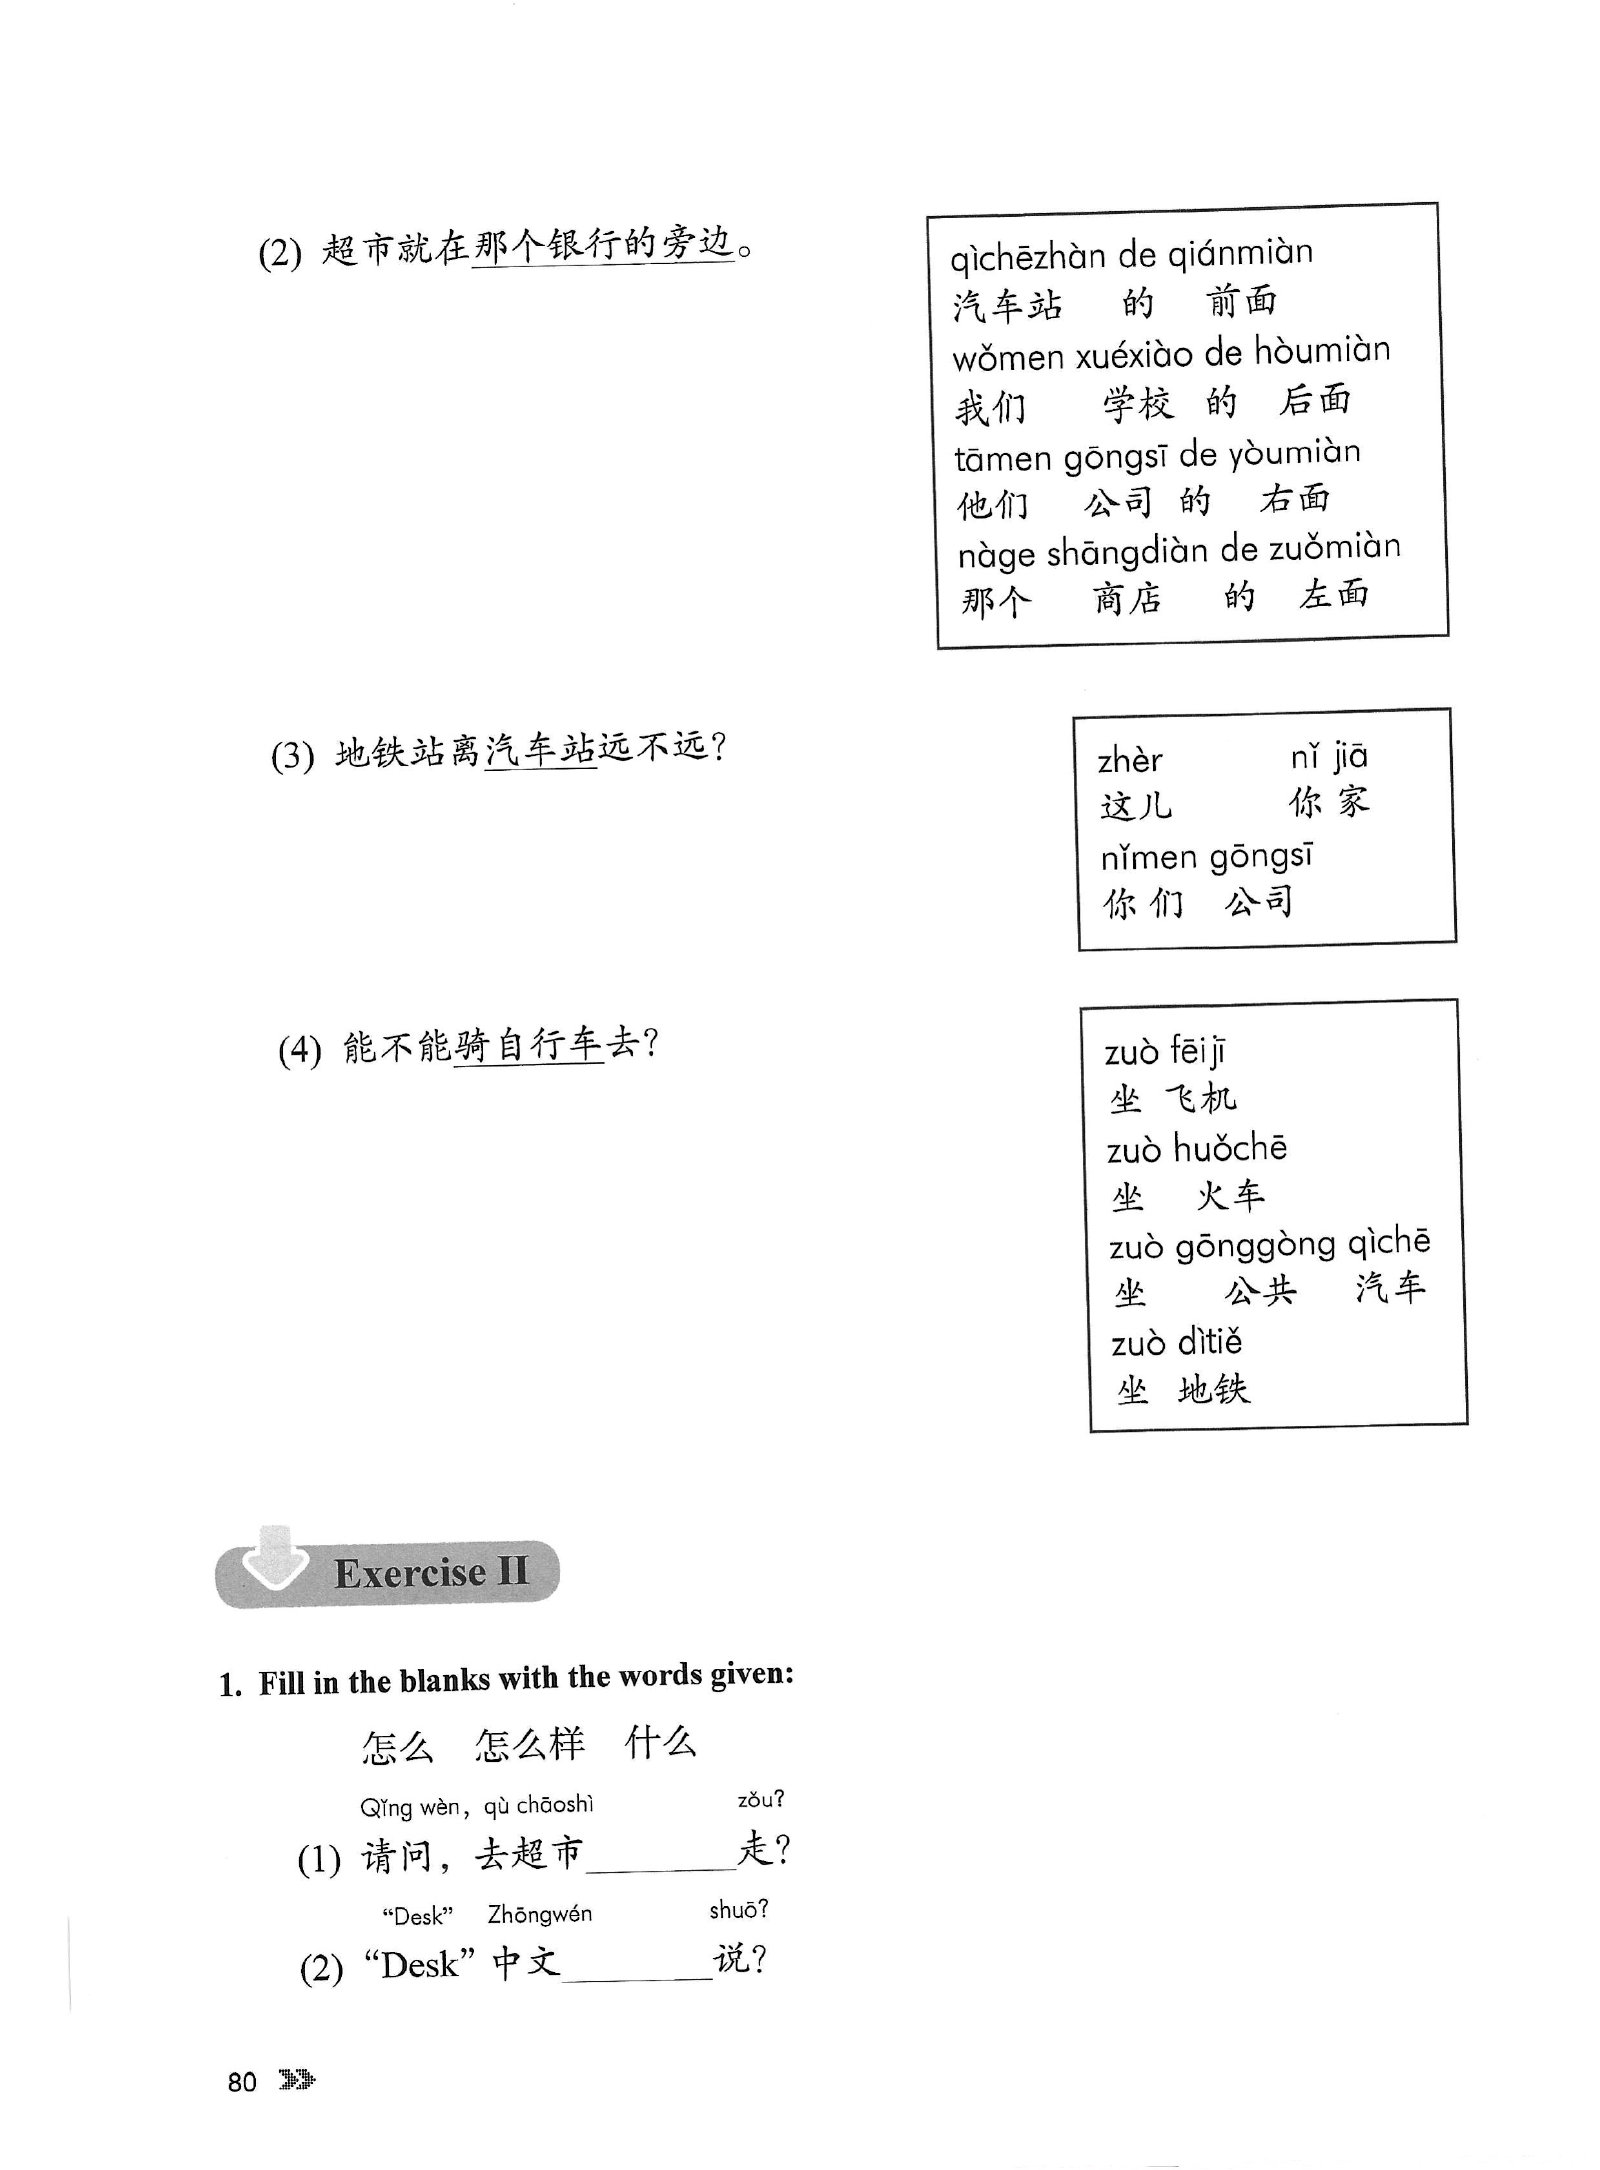 (2) 超市就在那个银行的旁边。
qìchēzhàn de qiánmiàn
汽车站 的 前面
wǒmen xuéxiào de hòumiàn
我们 学校 的 后面
tāmen gōngsī de yòumiàn
他们 公司 的 右面
nàge shāngdiàn de zuǒmiàn
那个 商店 的 左面
(3) 地铁站离汽车站远不远?
zhèr nǐ jiā
这儿 你家
nǐmen gōngsī
你们 公司
(4) 能不能骑自行车去?
zuò fēijī
坐 飞机
zuò huǒchē
坐 火车
zuò gōnggòng qìchē
坐 公共 汽车
zuò dìtiě
坐 地铁
Exercise II
1. Fill in the blanks with the words given:
怎么 怎么样 什么
Qǐng wèn, qù chāoshì zǒu?
(1) 请问, 去超市________走?
“Desk” Zhōngwén shuō?
(2) “Desk” 中文________说?
80